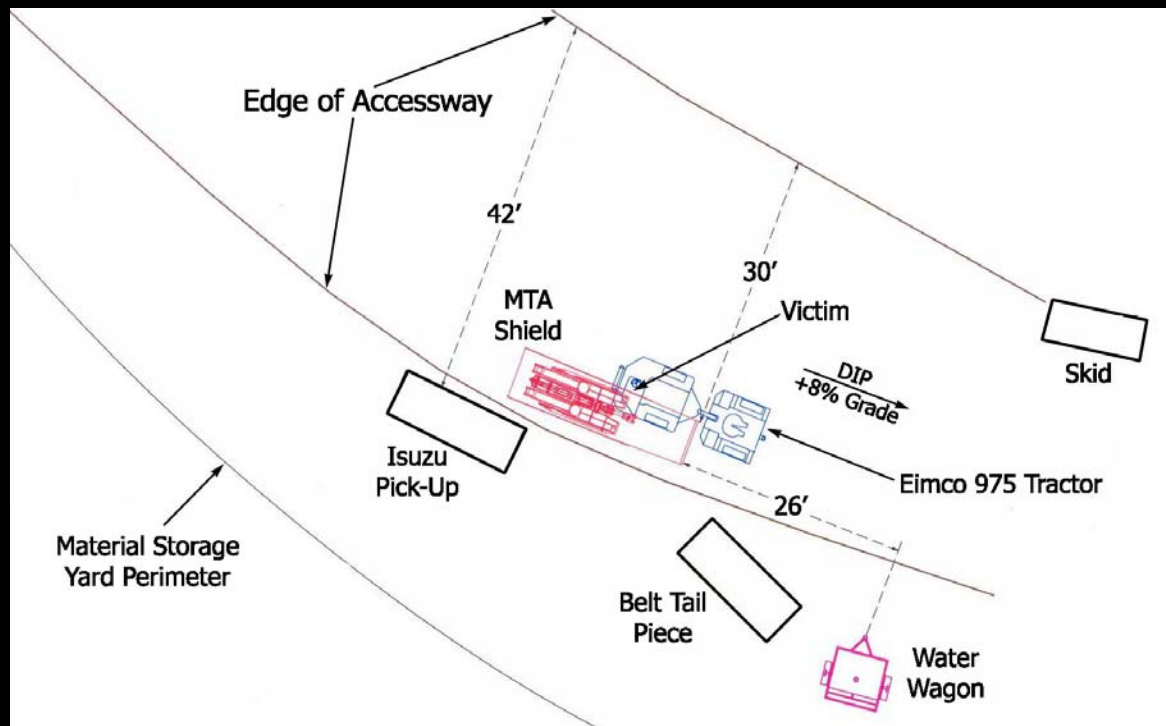 Edge of Accessway
42’
30’
MTA
Shield
Victim
DIP
+8% Grade
Skid
Isuzu
Pick-Up
Eimco 975 Tractor
26’
Material Storage
Yard Perimeter
Belt Tail
Piece
Water
Wagon